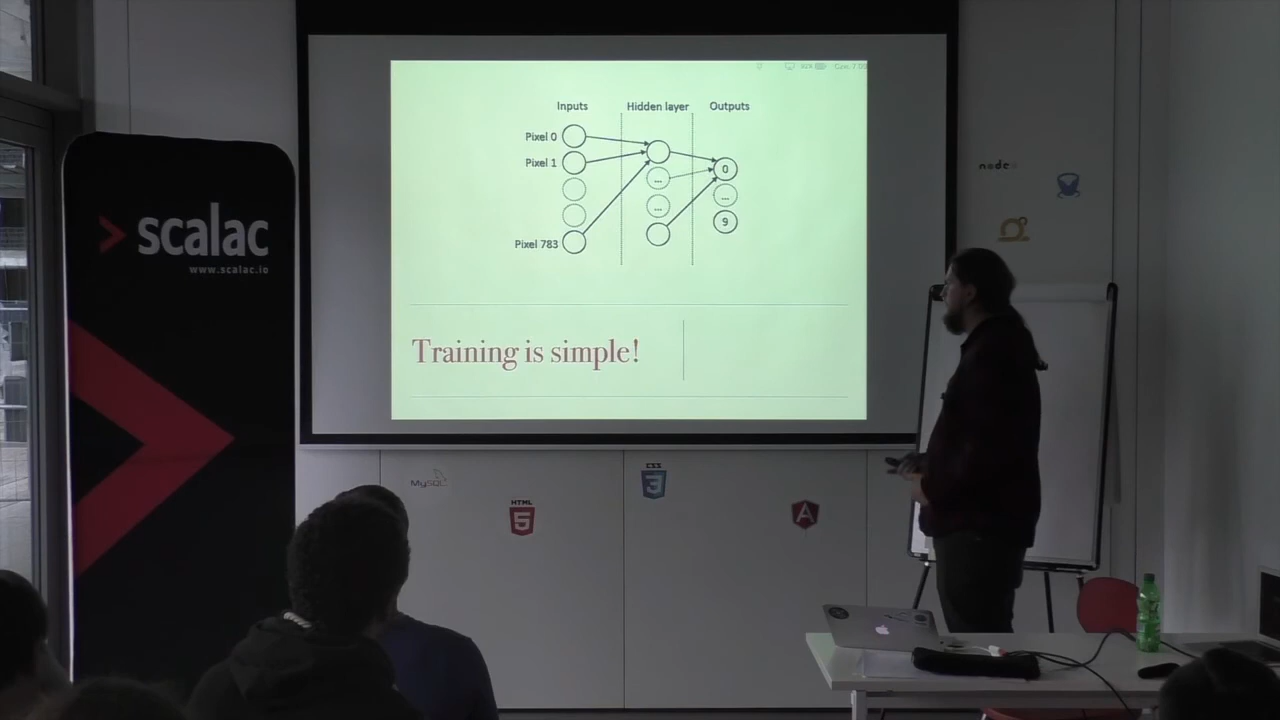 Inputs
Hidden layer
Outputs
Pixel 0
Pixel 1
Pixel 783
...
...
0
...
9
Training is simple!
scalac
www.scalac.io
node
MySQL
HTML
5
CSS
3
A